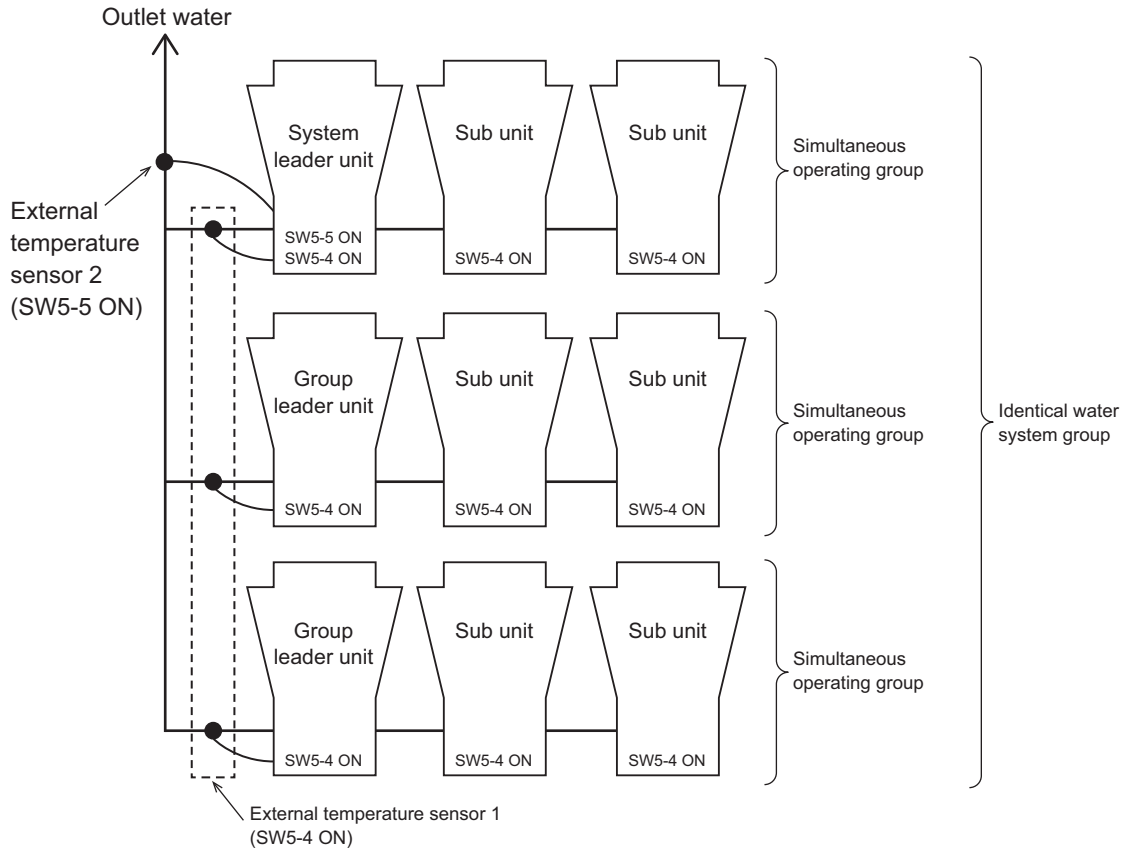 Outlet water
System
leader unit
Sub unit
Sub unit
Simultaneous
operating group
External
temperature
sensor 2
(SW5-5 ON)
SW5-5 ON
SW5-4 ON
SW5-4 ON
SW5-4 ON
Group
leader unit
Sub unit
Sub unit
Simultaneous
operating group
Identical water
system group
SW5-4 ON
SW5-4 ON
SW5-4 ON
Group
leader unit
Sub unit
Sub unit
Simultaneous
operating group
SW5-4 ON
SW5-4 ON
SW5-4 ON
External temperature sensor 1
(SW5-4 ON)